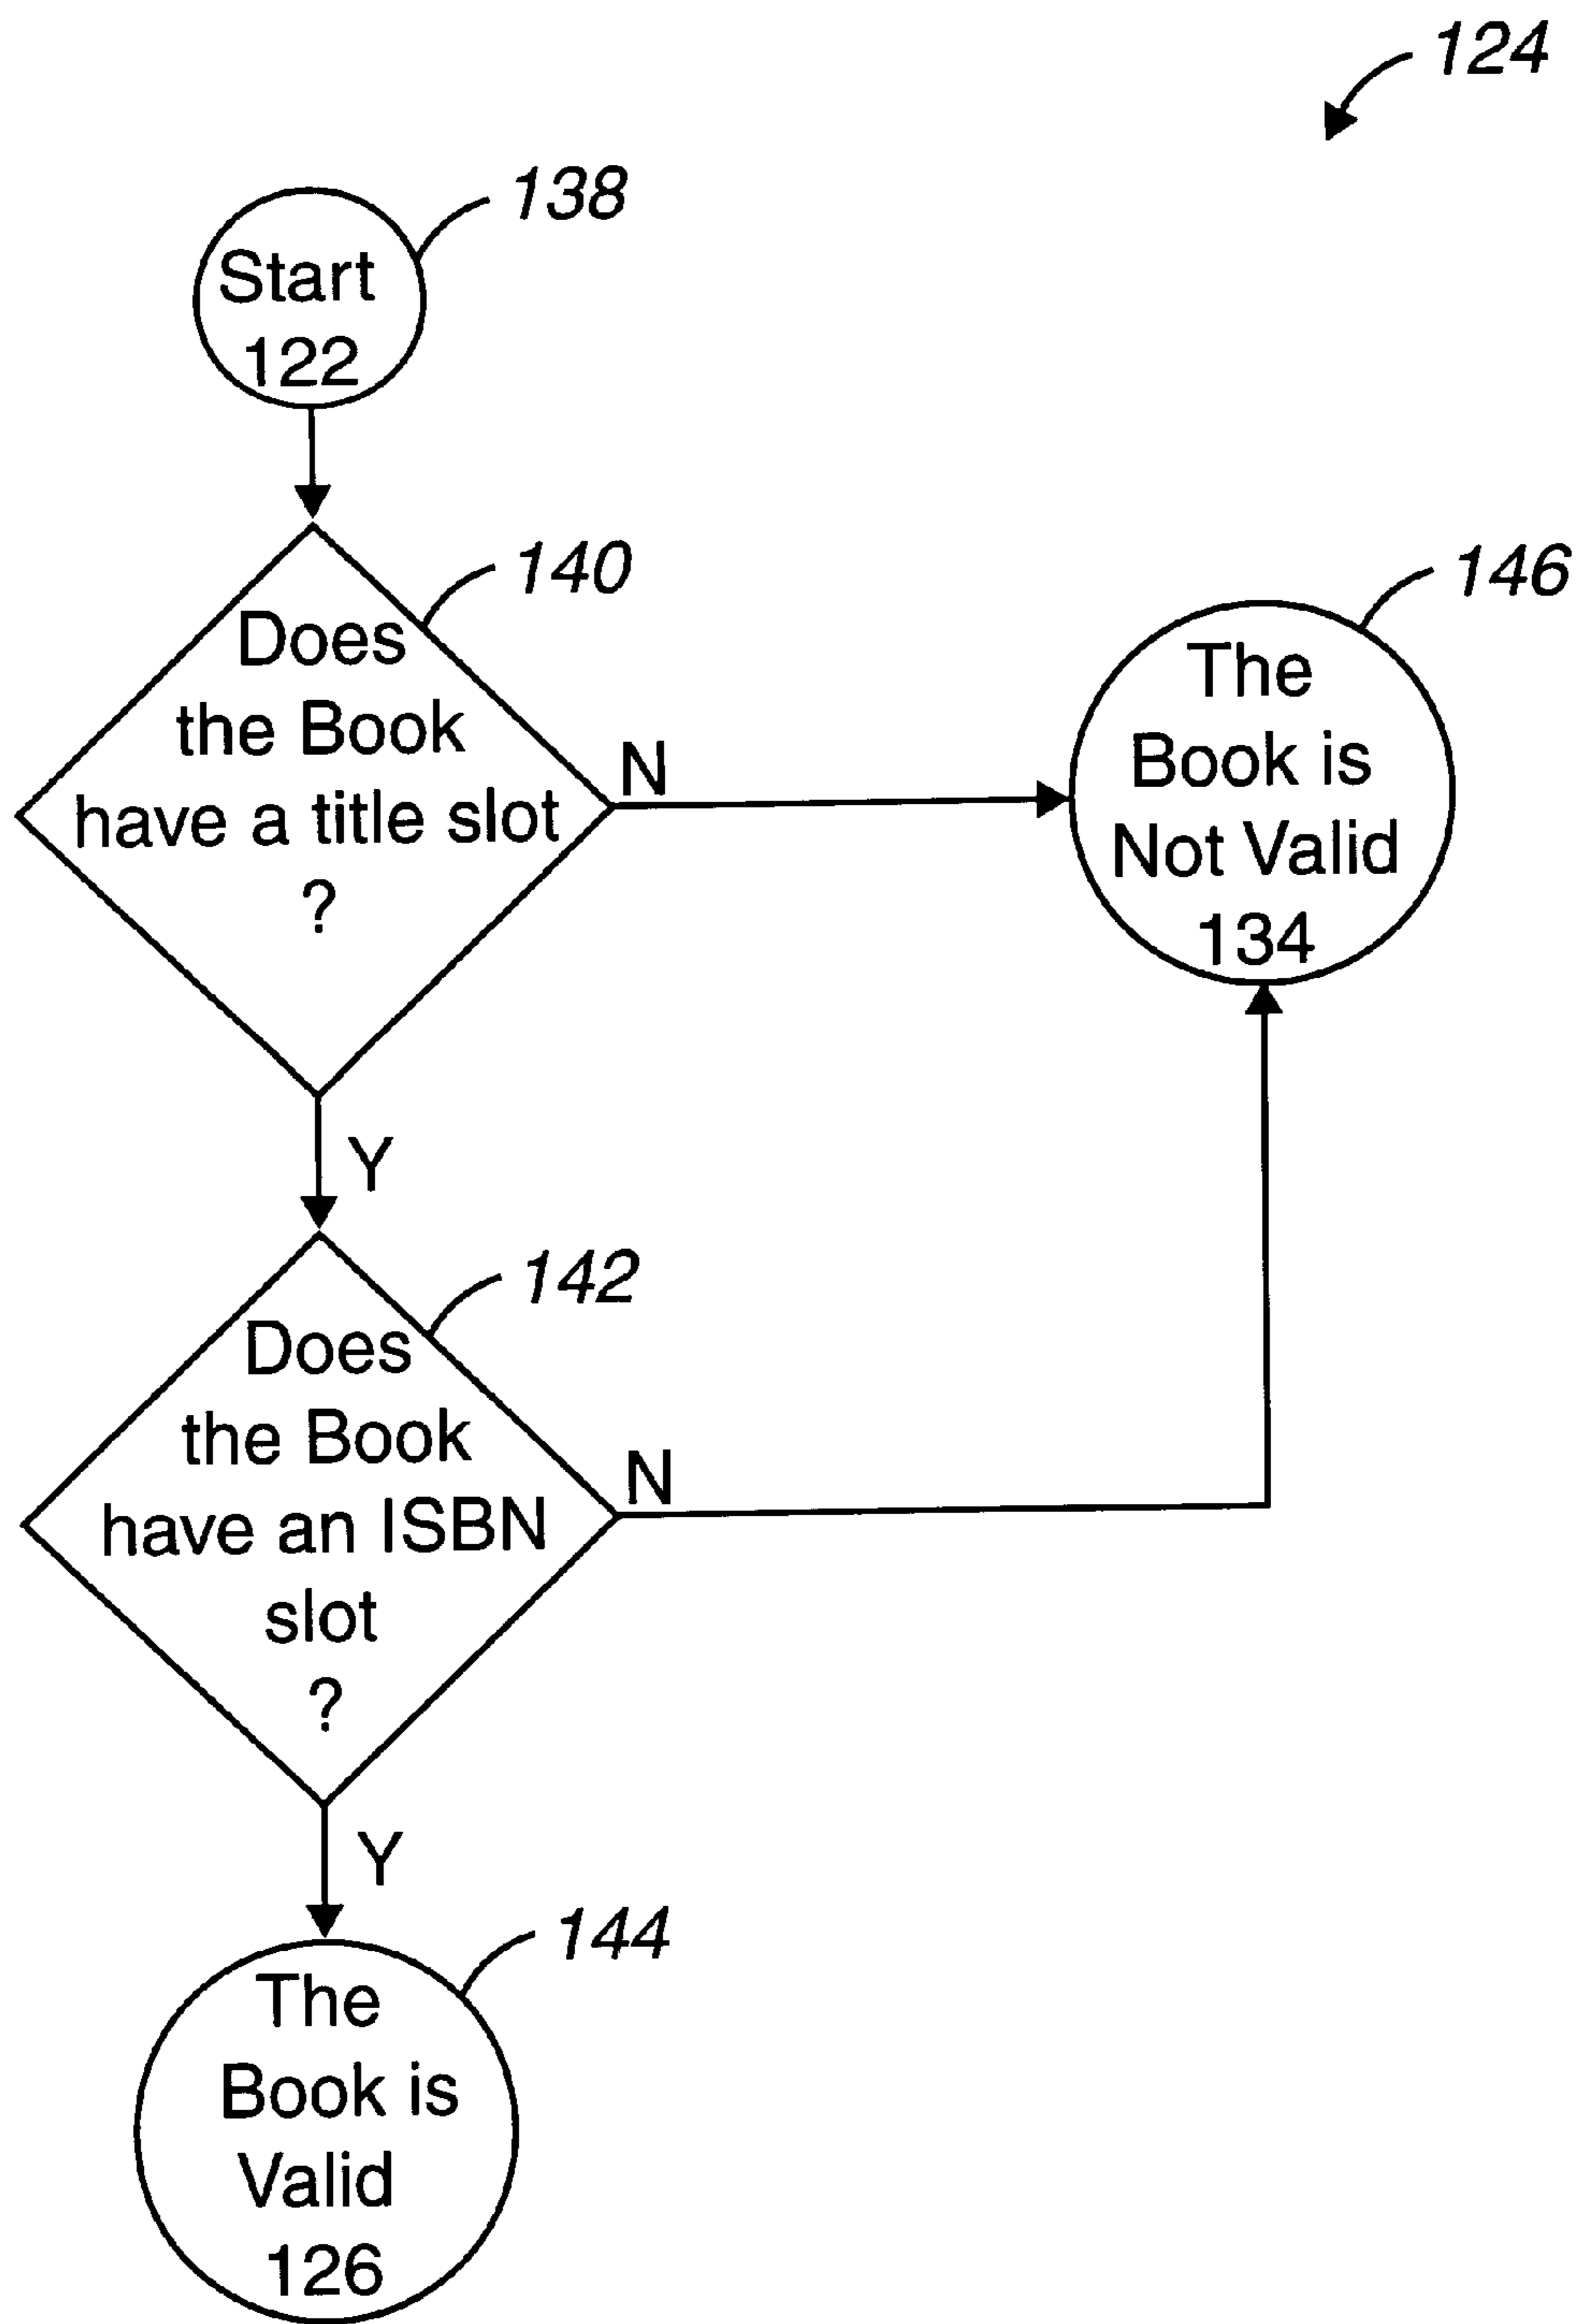 124
138
Start
122
140
Does
the Book
have a title slot
?
N
146
The
Book is
Not Valid
134
Y
142
Does
the Book
have an ISBN
slot
?
N
Y
144
The
Book is
Valid
126